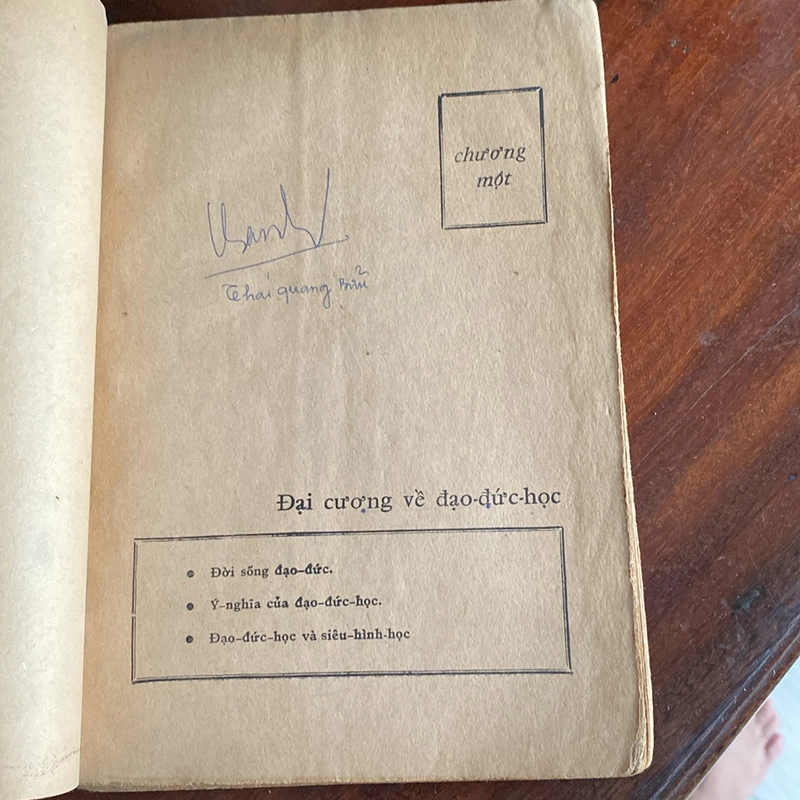 chương
một
Thái quang Bửu
Đại cương về đạo-đức-học
Đời sống đạo-đức.
Ý-nghĩa của đạo-đức-học.
Đạo-đức-học và siêu-hình-học